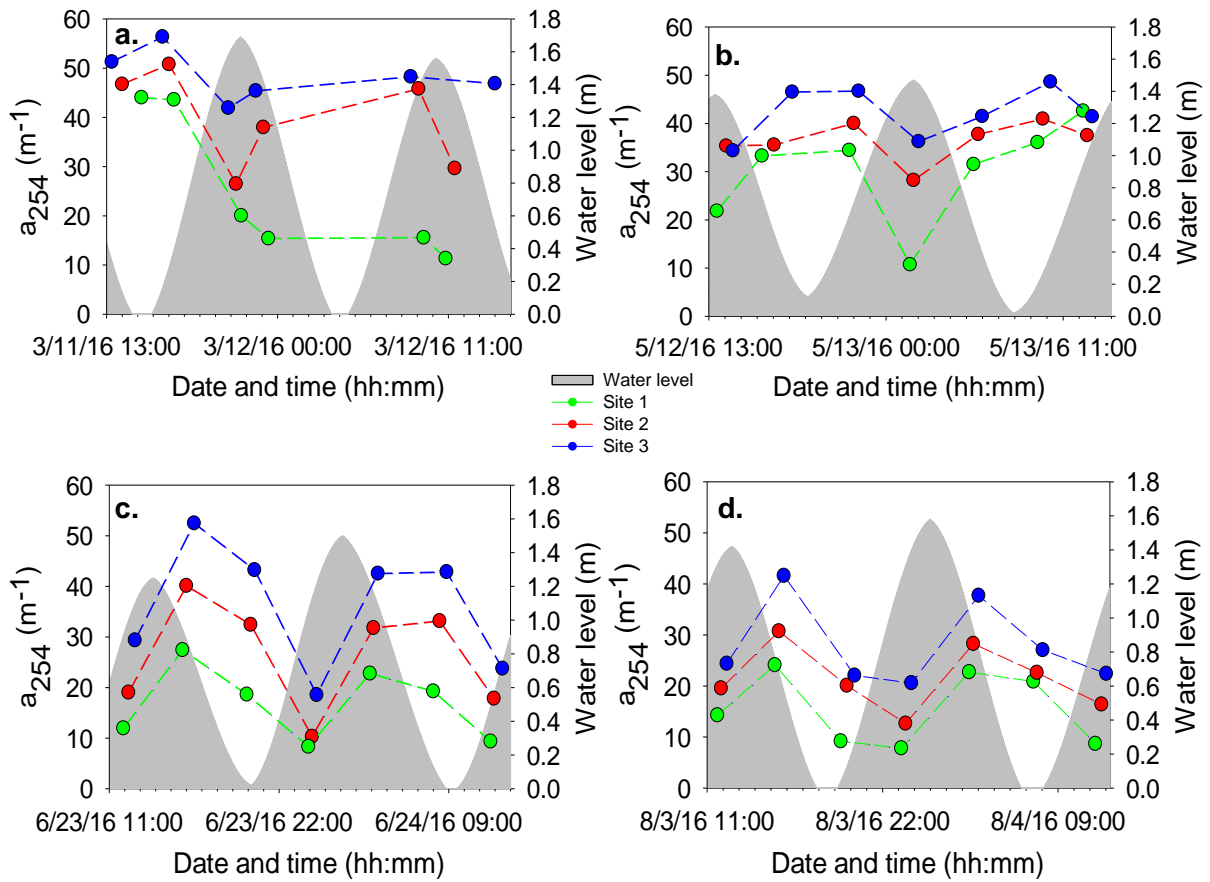 a.
60
50
40
30
20
10
0
a254 (m-1)
1.8
1.6
1.4
1.2
1.0
0.8
0.6
0.4
0.2
0.0
Water level (m)
3/11/16 13:00 3/12/16 00:00 3/12/16 11:00
Date and time (hh:mm)
b.
60
50
40
30
20
10
0
a254 (m-1)
1.8
1.6
1.4
1.2
1.0
0.8
0.6
0.4
0.2
0.0
Water level (m)
5/12/16 13:00 5/13/16 00:00 5/13/16 11:00
Date and time (hh:mm)
Water level
Site 1
Site 2
Site 3
c.
60
50
40
30
20
10
0
a254 (m-1)
1.8
1.6
1.4
1.2
1.0
0.8
0.6
0.4
0.2
0.0
Water level (m)
6/23/16 11:00 6/23/16 22:00 6/24/16 09:00
Date and time (hh:mm)
d.
60
50
40
30
20
10
0
a254 (m-1)
1.8
1.6
1.4
1.2
1.0
0.8
0.6
0.4
0.2
0.0
Water level (m)
8/3/16 11:00 8/3/16 22:00 8/4/16 09:00
Date and time (hh:mm)